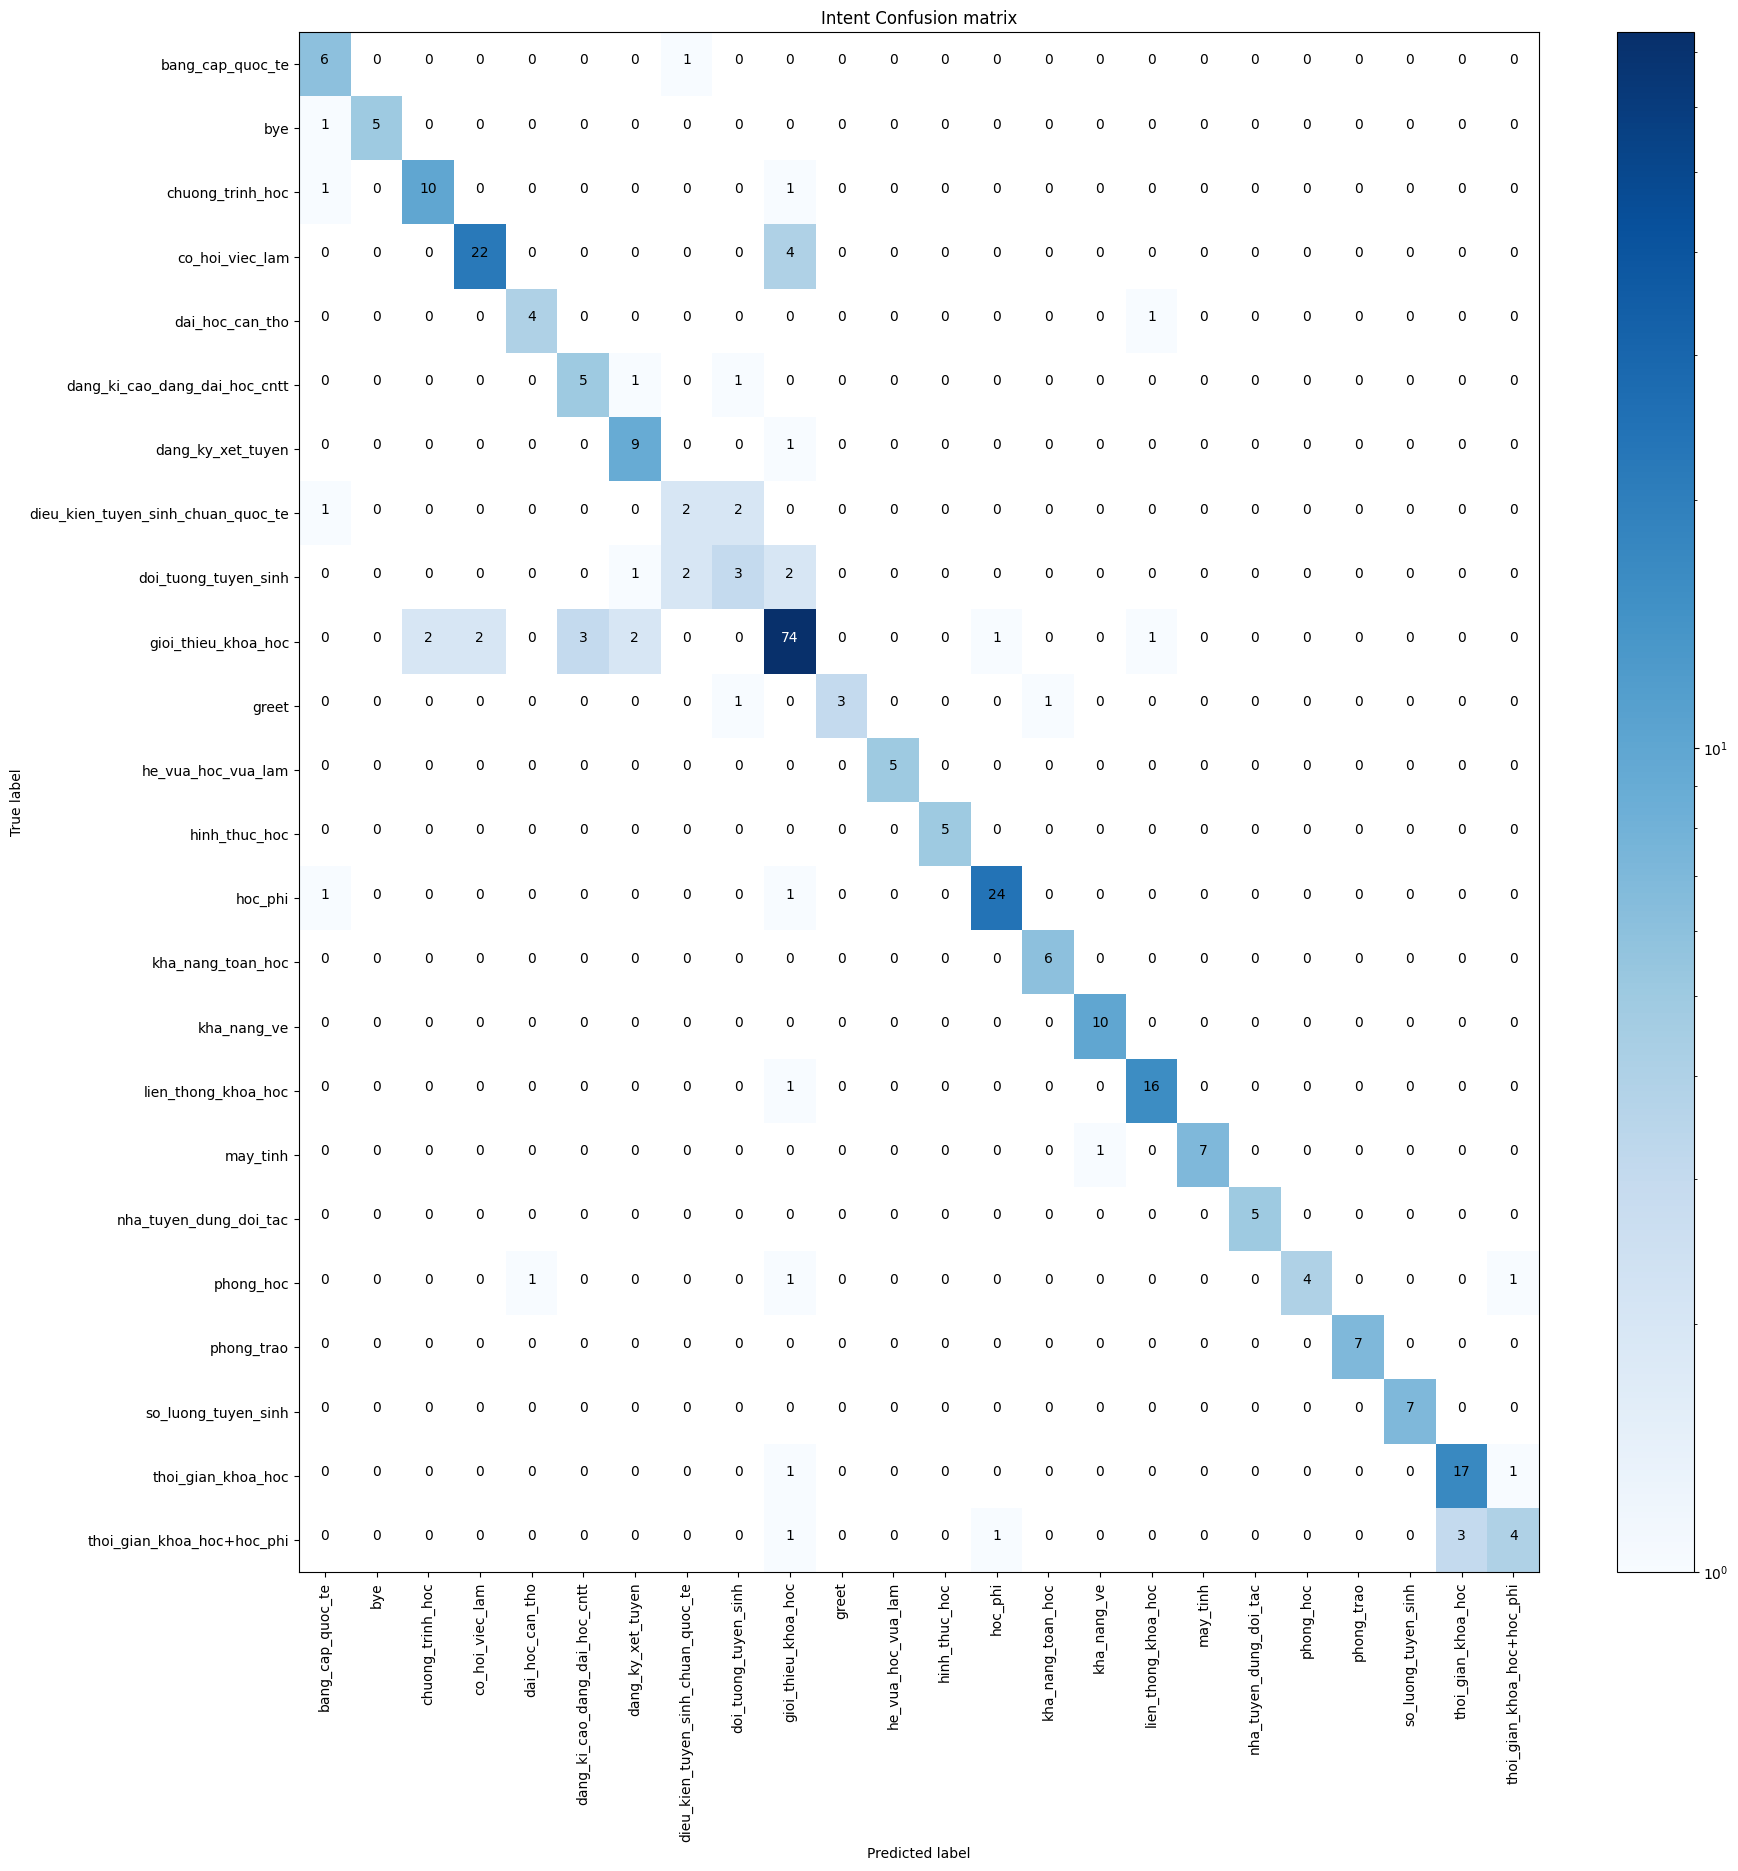 Intent Confusion matrix
bang_cap_quoc_te 6 0 0 0 0 0 0 1 0 0 0 0 0 0 0 0 0 0 0 0 0 0 0 0
bye 1 5 0 0 0 0 0 0 0 0 0 0 0 0 0 0 0 0 0 0 0 0 0 0
chuong_trinh_hoc 1 0 10 0 0 0 0 0 0 1 0 0 0 0 0 0 0 0 0 0 0 0 0 0
co_hoi_viec_lam 0 0 0 22 0 0 0 0 0 4 0 0 0 0 0 0 0 0 0 0 0 0 0 0
dai_hoc_can_tho 0 0 0 0 4 0 0 0 0 0 0 0 0 0 0 0 1 0 0 0 0 0 0 0
dang_ki_cao_dang_dai_hoc_cntt 0 0 0 0 0 5 1 0 1 0 0 0 0 0 0 0 0 0 0 0 0 0 0 0
dang_ky_xet_tuyen 0 0 0 0 0 0 9 0 0 1 0 0 0 0 0 0 0 0 0 0 0 0 0 0
dieu_kien_tuyen_sinh_chuan_quoc_te 1 0 0 0 0 0 0 2 2 0 0 0 0 0 0 0 0 0 0 0 0 0 0 0
doi_tuong_tuyen_sinh 0 0 0 0 0 0 1 2 3 2 0 0 0 0 0 0 0 0 0 0 0 0 0 0
gioi_thieu_khoa_hoc 0 0 2 2 0 3 2 0 0 74 0 0 0 1 0 0 1 0 0 0 0 0 0 0
greet 0 0 0 0 0 0 0 0 1 0 3 0 0 0 1 0 0 0 0 0 0 0 0 0
he_vua_hoc_vua_lam 0 0 0 0 0 0 0 0 0 0 0 5 0 0 0 0 0 0 0 0 0 0 0 0
hinh_thuc_hoc 0 0 0 0 0 0 0 0 0 0 0 0 5 0 0 0 0 0 0 0 0 0 0 0
hoc_phi 1 0 0 0 0 0 0 0 0 1 0 0 0 24 0 0 0 0 0 0 0 0 0 0
kha_nang_toan_hoc 0 0 0 0 0 0 0 0 0 0 0 0 0 0 6 0 0 0 0 0 0 0 0 0
kha_nang_ve 0 0 0 0 0 0 0 0 0 0 0 0 0 0 0 10 0 0 0 0 0 0 0 0
lien_thong_khoa_hoc 0 0 0 0 0 0 0 0 0 1 0 0 0 0 0 0 16 0 0 0 0 0 0 0
may_tinh 0 0 0 0 0 0 0 0 0 0 0 0 0 0 0 1 0 7 0 0 0 0 0 0
nha_tuyen_dung_doi_tac 0 0 0 0 0 0 0 0 0 0 0 0 0 0 0 0 0 0 5 0 0 0 0 0
phong_hoc 0 0 0 0 1 0 0 0 0 1 0 0 0 0 0 0 0 0 0 4 0 0 0 1
phong_trao 0 0 0 0 0 0 0 0 0 0 0 0 0 0 0 0 0 0 0 0 7 0 0 0
so_luong_tuyen_sinh 0 0 0 0 0 0 0 0 0 0 0 0 0 0 0 0 0 0 0 0 0 7 0 0
thoi_gian_khoa_hoc 0 0 0 0 0 0 0 0 0 1 0 0 0 0 0 0 0 0 0 0 0 0 17 1
thoi_gian_khoa_hoc+hoc_phi 0 0 0 0 0 0 0 0 0 1 0 0 0 1 0 0 0 0 0 0 0 0 3 4
True label
bang_cap_quoc_te
bye
chuong_trinh_hoc
co_hoi_viec_lam
dai_hoc_can_tho
dang_ki_cao_dang_dai_hoc_cntt
dang_ky_xet_tuyen
dieu_kien_tuyen_sinh_chuan_quoc_te
doi_tuong_tuyen_sinh
gioi_thieu_khoa_hoc
greet
he_vua_hoc_vua_lam
hinh_thuc_hoc
hoc_phi
kha_nang_toan_hoc
kha_nang_ve
lien_thong_khoa_hoc
may_tinh
nha_tuyen_dung_doi_tac
phong_hoc
phong_trao
so_luong_tuyen_sinh
thoi_gian_khoa_hoc
thoi_gian_khoa_hoc+hoc_phi
Predicted label
10¹
10⁰